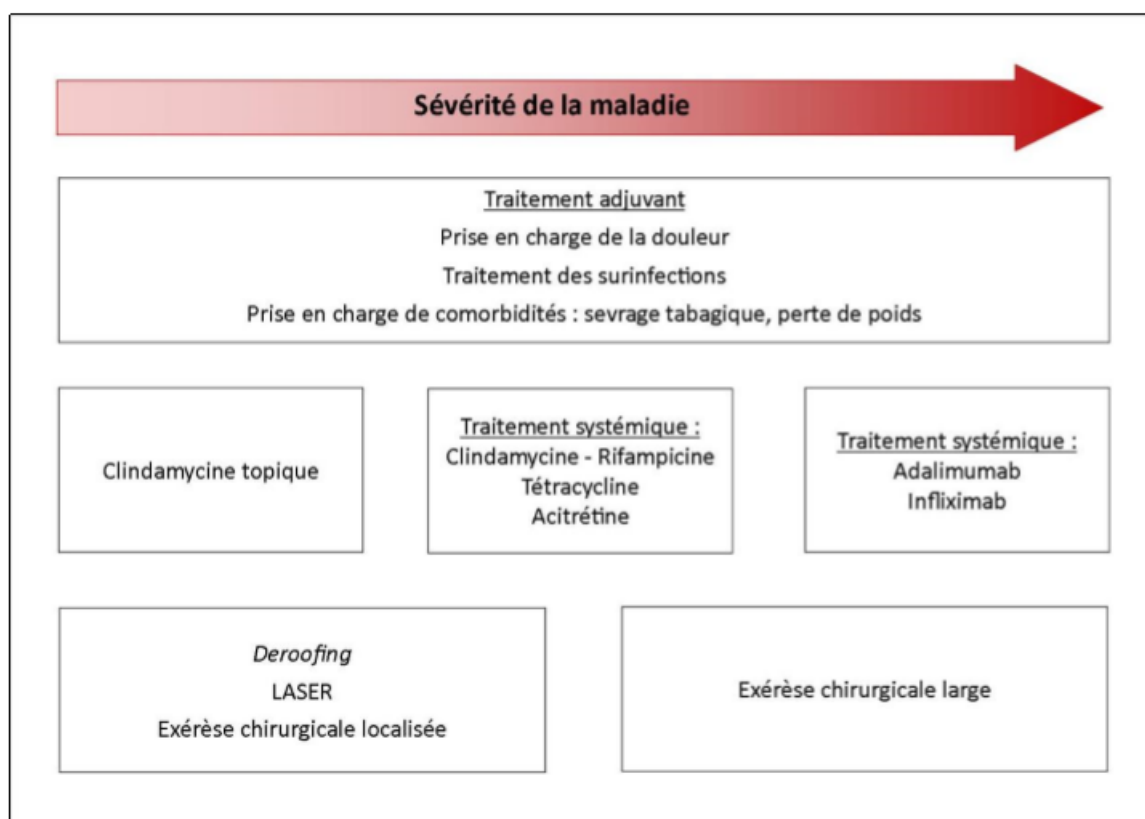 Sévérité de la maladie
Traitement adjuvant
Prise en charge de la douleur
Traitement des surinfections
Prise en charge de comorbidités : sevrage tabagique, perte de poids
Clindamycine topique
Traitement systémique :
Clindamycine - Rifampicine
Tétracycline
Acitrétine
Traitement systémique :
Adalimumab
Infliximab
Deroofing
LASER
Exérèse chirurgicale localisée
Exérèse chirurgicale large